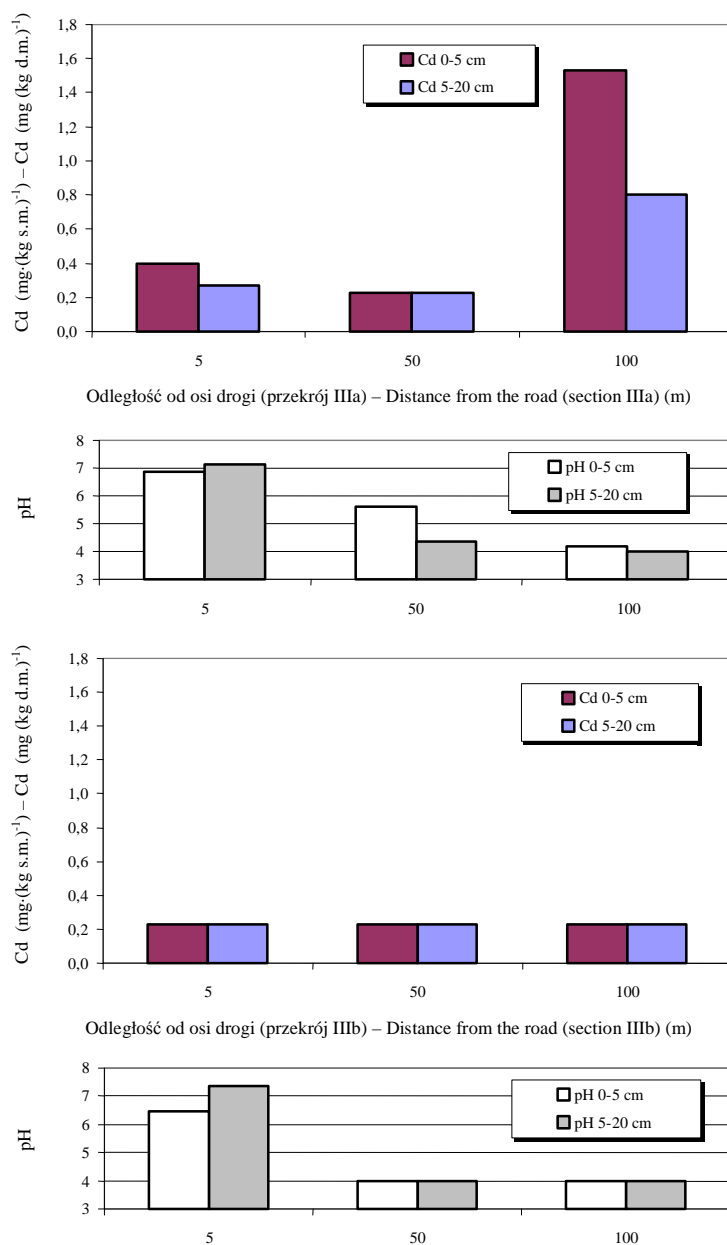 1,8
1,6
1,4
1,2
1,0
0,8
0,6
0,4
0,2
0,0
Cd (mg·(kg s.m.)-1) – Cd (mg (kg d.m.)-1
Cd 0-5 cm
Cd 5-20 cm
5 50 100
Odległość od osi drogi (przekrój IIIa) – Distance from the road (section IIIa) (m)
8
7
6
5
4
3
pH
pH 0-5 cm
pH 5-20 cm
5 50 100
1,8
1,6
1,4
1,2
1,0
0,8
0,6
0,4
0,2
0,0
Cd (mg·(kg s.m.)-1) – Cd (mg (kg d.m.)-1
Cd 0-5 cm
Cd 5-20 cm
5 50 100
Odległość od osi drogi (przekrój IIIb) – Distance from the road (section IIIb) (m)
8
7
6
5
4
3
pH
pH 0-5 cm
pH 5-20 cm
5 50 100